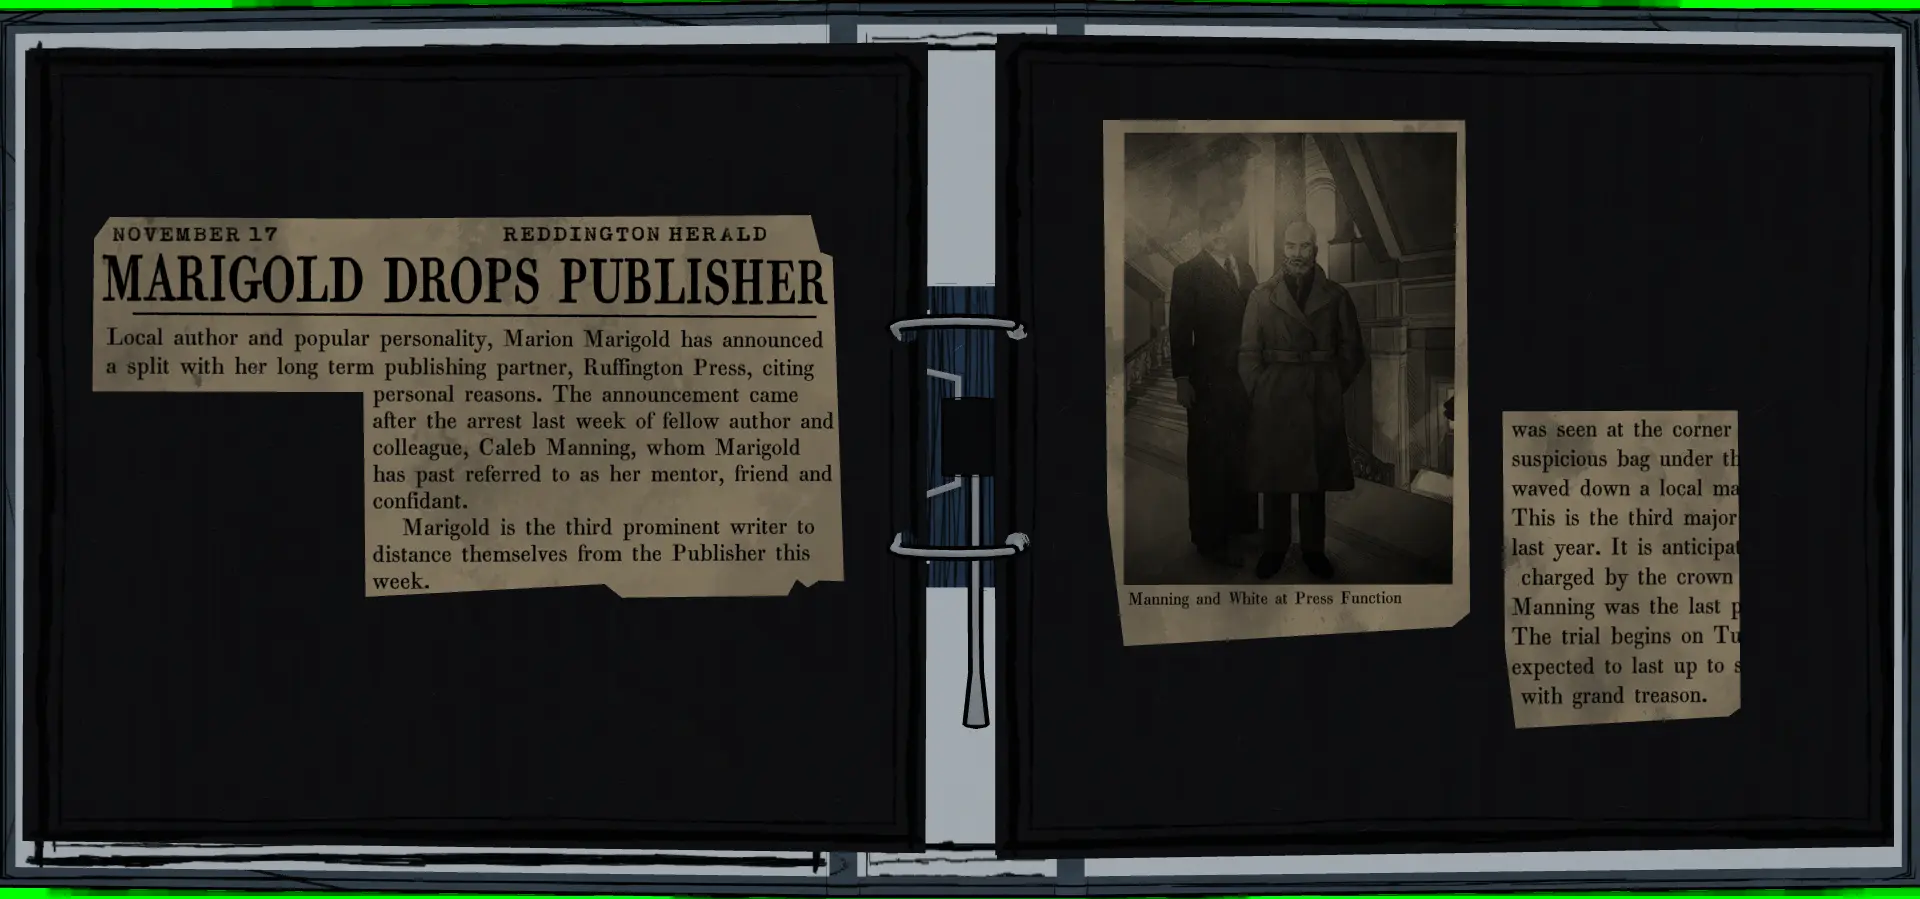 NOVEMBER 17
REDDINGTON HERALD
MARIGOLD DROPS PUBLISHER
Local author and popular personality, Marion Marigold has announced
a split with her long term publishing partner, Ruffington Press, citing
personal reasons. The announcement came
after the arrest last week of fellow author and
colleague, Caleb Manning, whom Marigold
has past referred to as her mentor, friend and
confidant.
Marigold is the third prominent writer to
distance themselves from the Publisher this
week.
Manning and White at Press Function
was seen at the corner
suspicious bag under th
waved down a local ma
This is the third major
last year. It is anticipat
charged by the crown
Manning was the last p
The trial begins on Tu
expected to last up to s
with grand treason.